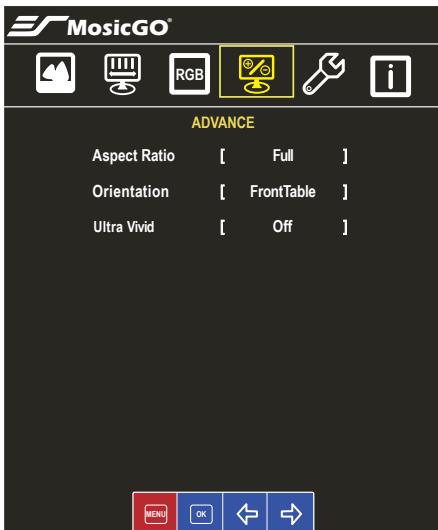 MosicGO®
RGB
i
ADVANCE
Aspect Ratio [ Full ]
Orientation [ FrontTable ]
Ultra Vivid [ Off ]
MENU OK